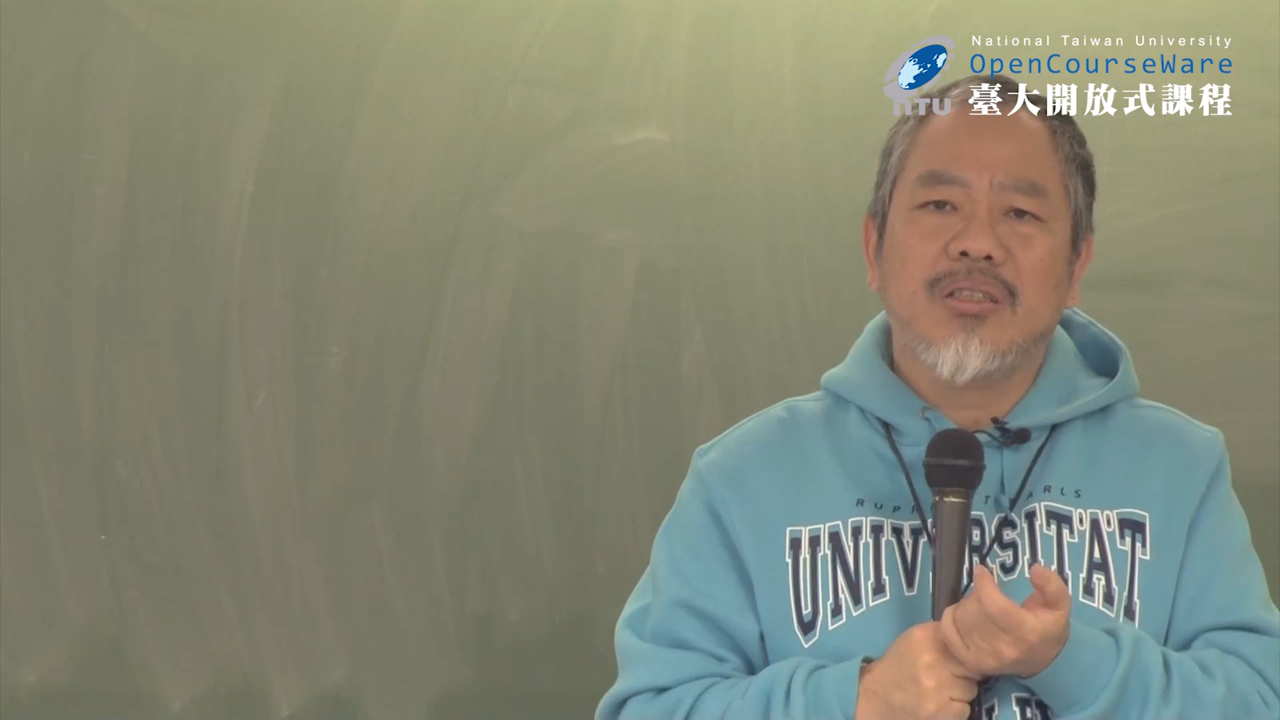 National Taiwan University
OpenCourseWare
NTU
臺大開放式課程
UNIVERSITÄT